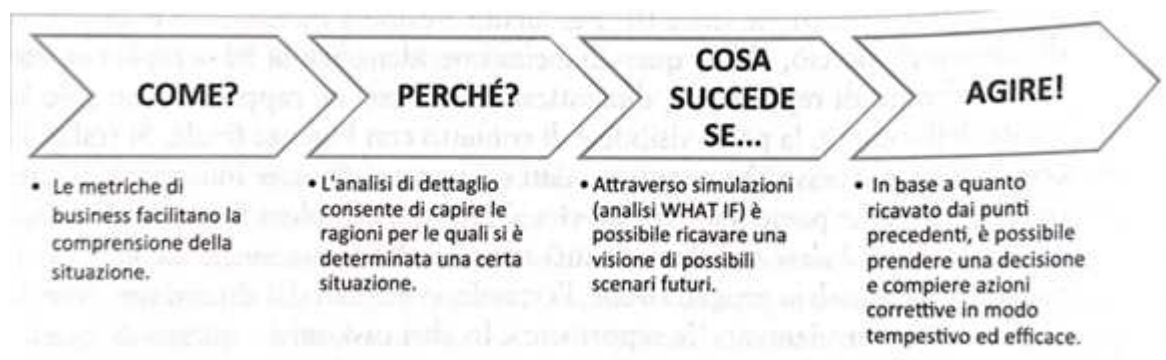 COME?
Le metriche di
business facilitano la
comprensione della
situazione.
PERCHÉ?
L'analisi di dettaglio
consente di capire le
ragioni per le quali si è
determinata una certa
situazione.
COSA
SUCCEDE
SE...
Attraverso simulazioni
(analisi WHAT IF) è
possibile ricavare una
visione di possibili
scenari futuri.
AGIRE!
In base a quanto
ricavato dai punti
precedenti, è possibile
prendere una decisione
e compiere azioni
correttive in modo
tempestivo ed efficace.